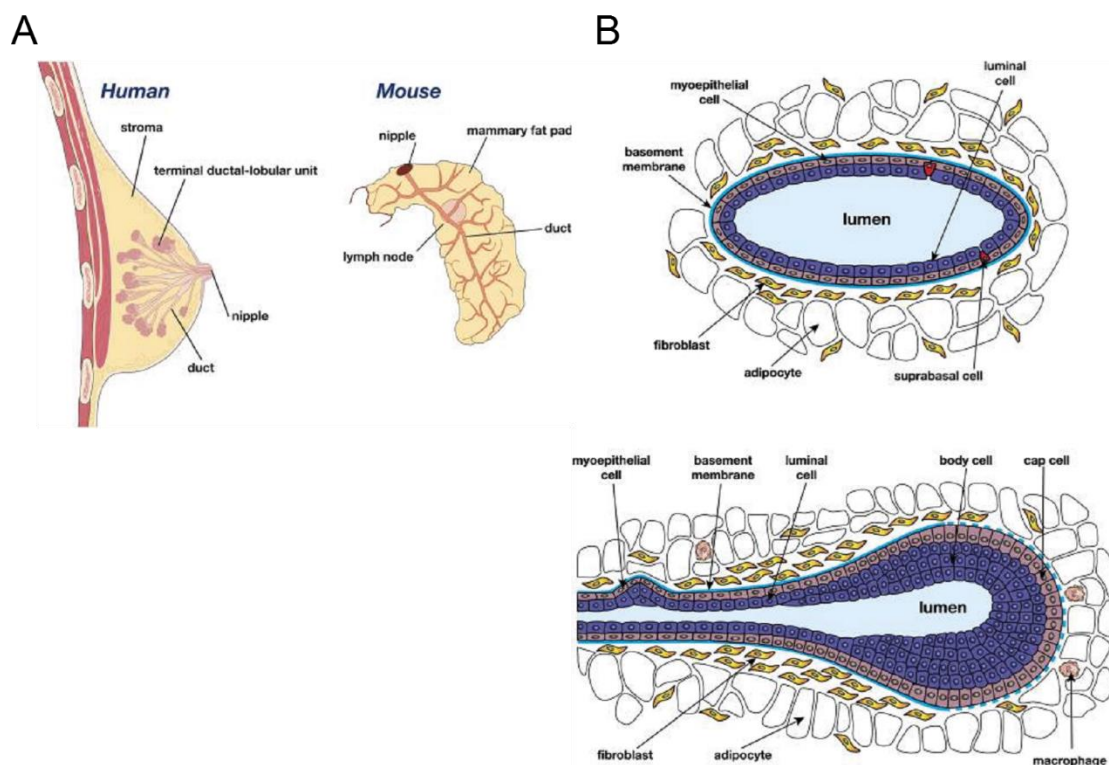 A
Human
stroma
terminal ductal-lobular unit
nipple
duct
Mouse
nipple
mammary fat pad
duct
lymph node
B
luminal
cell
myoepithelial
cell
basement
membrane
lumen
fibroblast
adipocyte
suprabasal cell
myoepithelial
cell
basement
membrane
luminal
cell
body cell
cap cell
lumen
fibroblast
adipocyte
macrophage